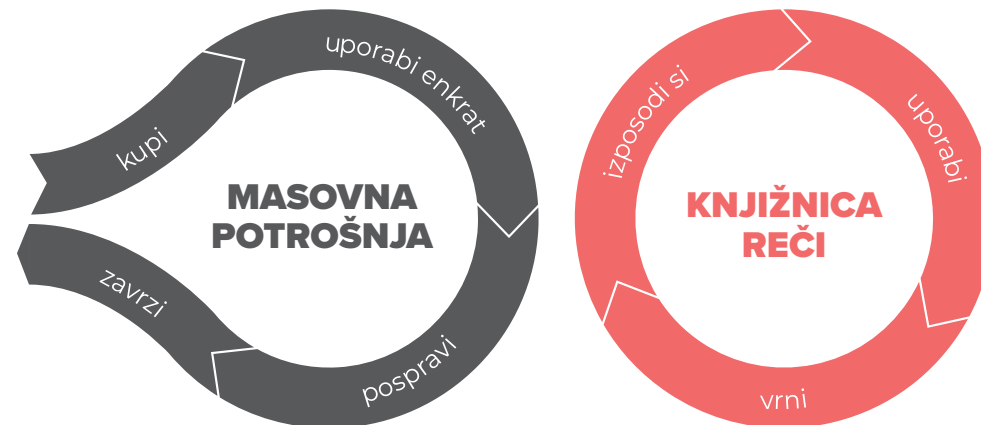 kupi
uporabi enkrat
pospravi
zavrzi
MASOVNA
POTROŠNJA
izposodi si
uporabi
vrni
KNJIŽNICA
REČI